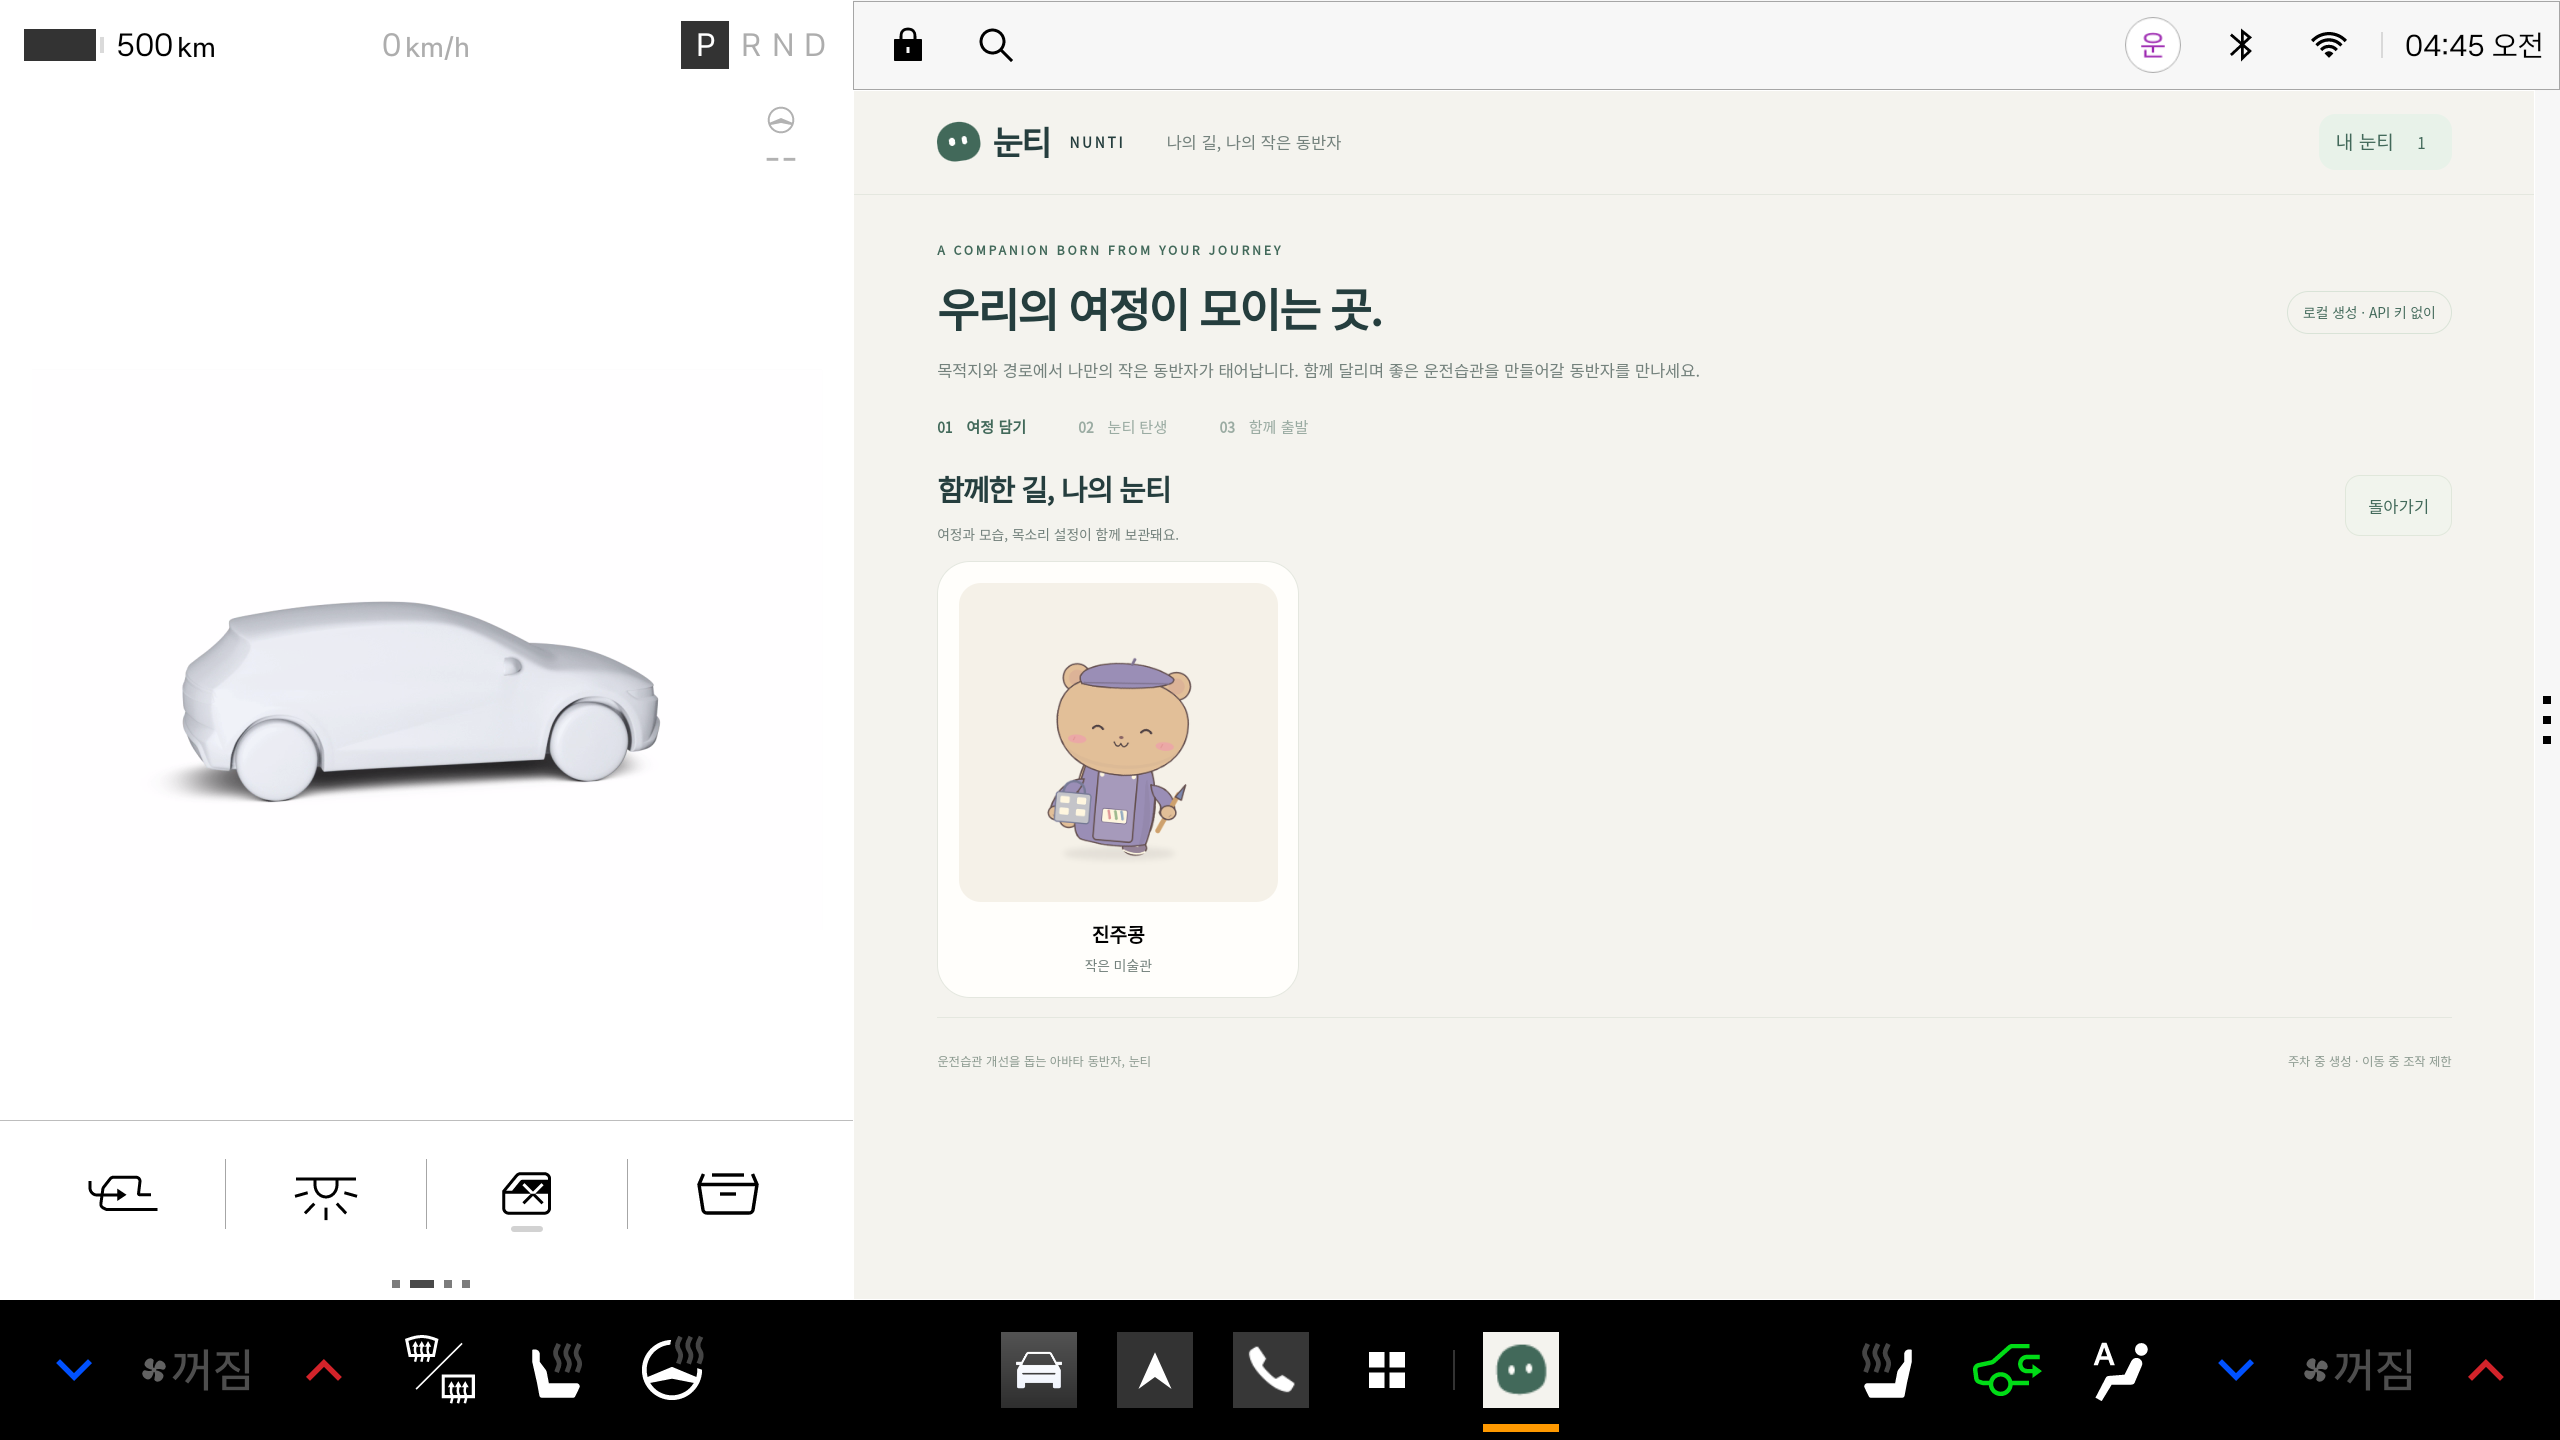 500 km
0 km/h
P R N D
운
04:45 오전
눈티 NUNTI 나의 길, 나의 작은 동반자
내 눈티 1
A COMPANION BORN FROM YOUR JOURNEY
우리의 여정이 모이는 곳.
로컬 생성 · API 키 없이
목적지와 경로에서 나만의 작은 동반자가 태어납니다. 함께 달리며 좋은 운전습관을 만들어갈 동반자를 만나세요.
01 여정 담기 02 눈티 탄생 03 함께 출발
함께한 길, 나의 눈티
돌아가기
여정과 모습, 목소리 설정이 함께 보관돼요.
진주콩
작은 미술관
운전습관 개선을 돕는 아바타 동반자, 눈티
주차 중 생성 · 이동 중 조작 제한
꺼짐
A
꺼짐